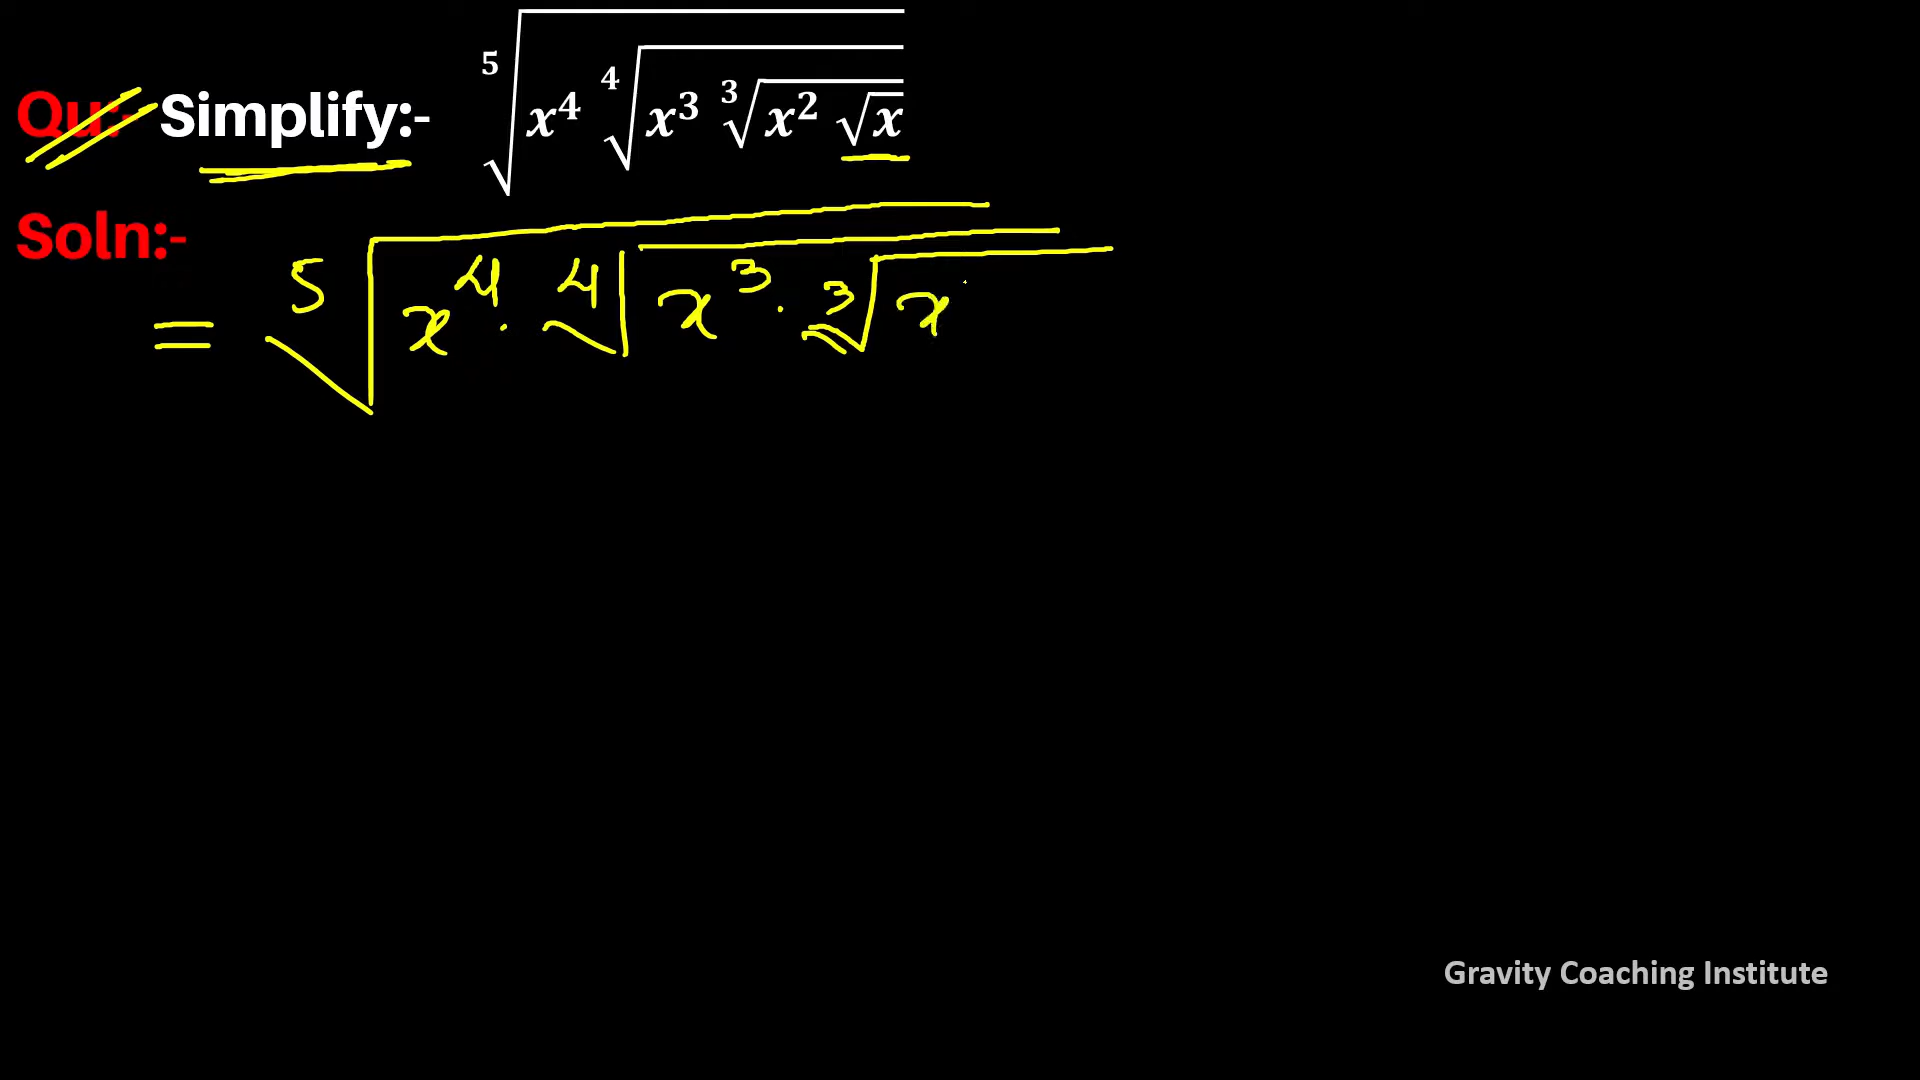 Qu:- Simplify:- ⁵√(x⁴ ⁴√(x³ ³√(x² √x)))
Soln:-
= ⁵√(x⁴ · ⁴√(x³ · ³√(x
Gravity Coaching Institute